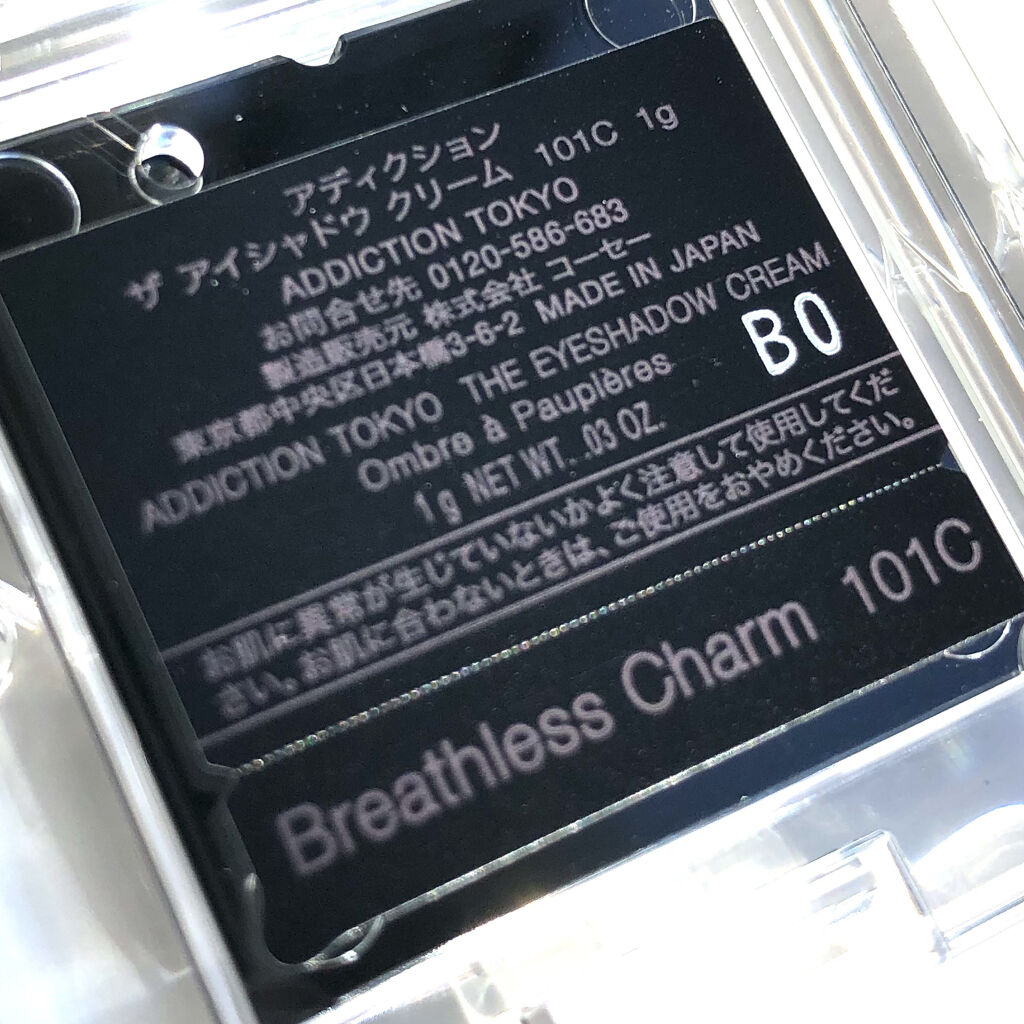 アディクション
ザ アイシャドウ クリーム 101C 1g
ADDICTION TOKYO
お問合せ先 0120-586-683
製造販売元 株式会社 コーセー
東京都中央区日本橋3-6-2 MADE IN JAPAN
ADDICTION TOKYO THE EYESHADOW CREAM
Ombre à Paupières
1g NET WT. .03 OZ.
BO
お肌に異常が生じていないかよく注意して使用してくだ
さい。お肌に合わないときは、ご使用をおやめください。
Breathless Charm 101C